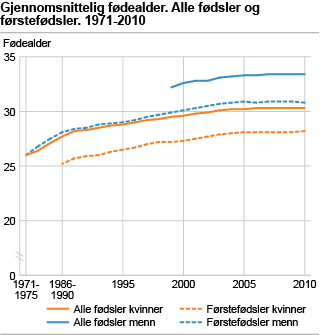 Gjennomsnittelig fødealder. Alle fødsler og
førstefødsler. 1971-2010
Fødealder
35
30
25
20
0
1971-
1975
1986-
1990
1995
2000
2005
2010
Alle fødsler kvinner
Førstefødsler kvinner
Alle fødsler menn
Førstefødsler menn